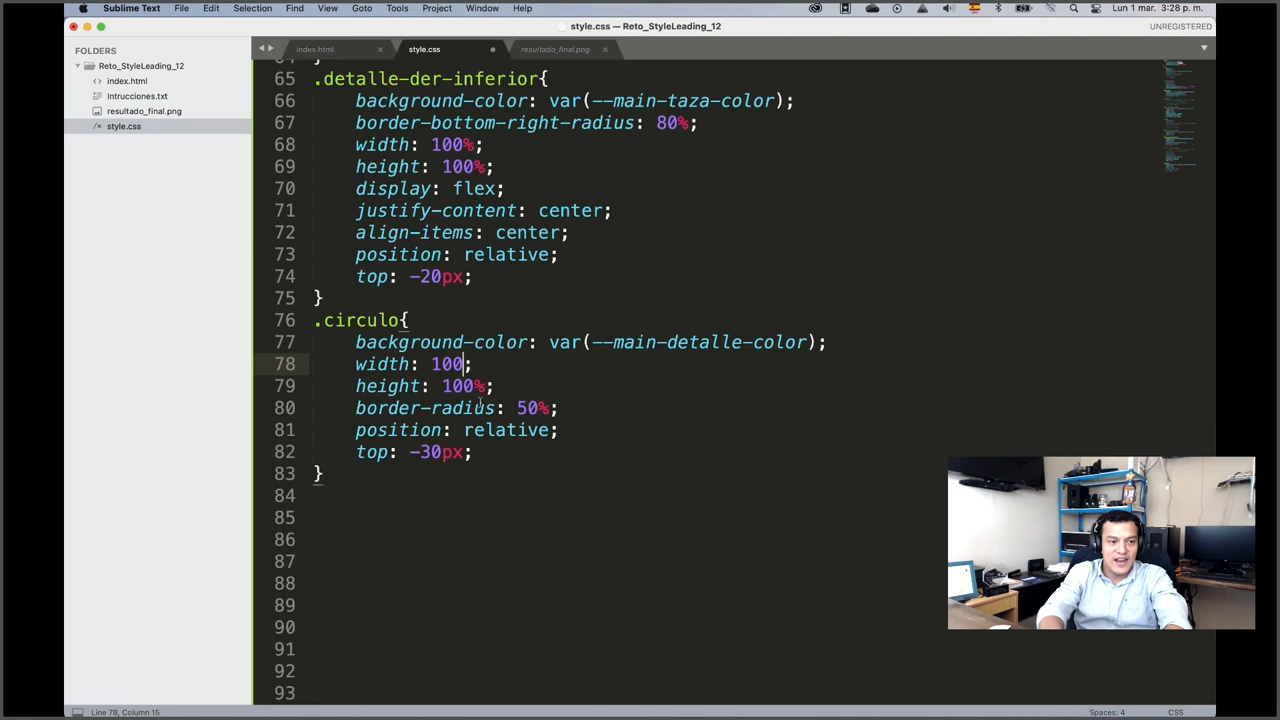 Sublime Text File Edit Selection Find View Goto Tools Project Window Help Lun 1 mar. 3:28 p. m.
style.css — Reto_StyleLeading_12 UNREGISTERED
FOLDERS
Reto_StyleLeading_12
index.html
Intrucciones.txt
resultado_final.png
style.css
index.html style.css resultado_final.png
65 .detalle-der-inferior{
66 background-color: var(--main-taza-color);
67 border-bottom-right-radius: 80%;
68 width: 100%;
69 height: 100%;
70 display: flex;
71 justify-content: center;
72 align-items: center;
73 position: relative;
74 top: -20px;
75 }
76 .circulo{
77 background-color: var(--main-detalle-color);
78 width: 100;
79 height: 100%;
80 border-radius: 50%;
81 position: relative;
82 top: -30px;
83 }
84
85
86
87
88
89
90
91
92
93
Line 78, Column 15 Spaces: 4 CSS